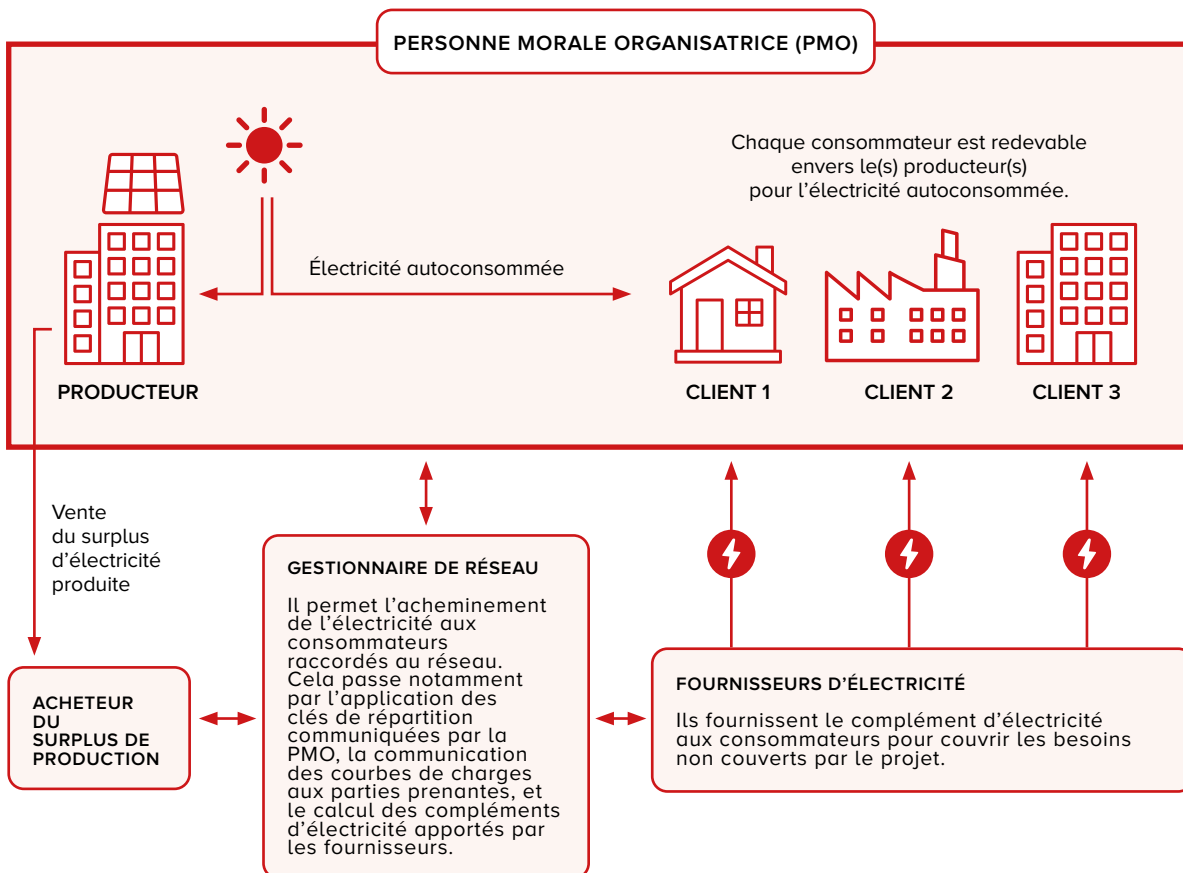 PERSONNE MORALE ORGANISATRICE (PMO)
Chaque consommateur est redevable
envers le(s) producteur(s)
pour l’électricité autoconsommée.
Électricité autoconsommée
PRODUCTEUR
CLIENT 1
CLIENT 2
CLIENT 3
Vente
du surplus
d’électricité
produite
ACHETEUR
DU
SURPLUS DE
PRODUCTION
GESTIONNAIRE DE RÉSEAU
Il permet l’acheminement
de l’électricité aux
consommateurs
raccordés au réseau.
Cela passe notamment
par l’application des
clés de répartition
communiquées par la
PMO, la communication
des courbes de charges
aux parties prenantes, et
le calcul des compléments
d’électricité apportés par
les fournisseurs.
FOURNISSEURS D’ÉLECTRICITÉ
Ils fournissent le complément d’électricité
aux consommateurs pour couvrir les besoins
non couverts par le projet.